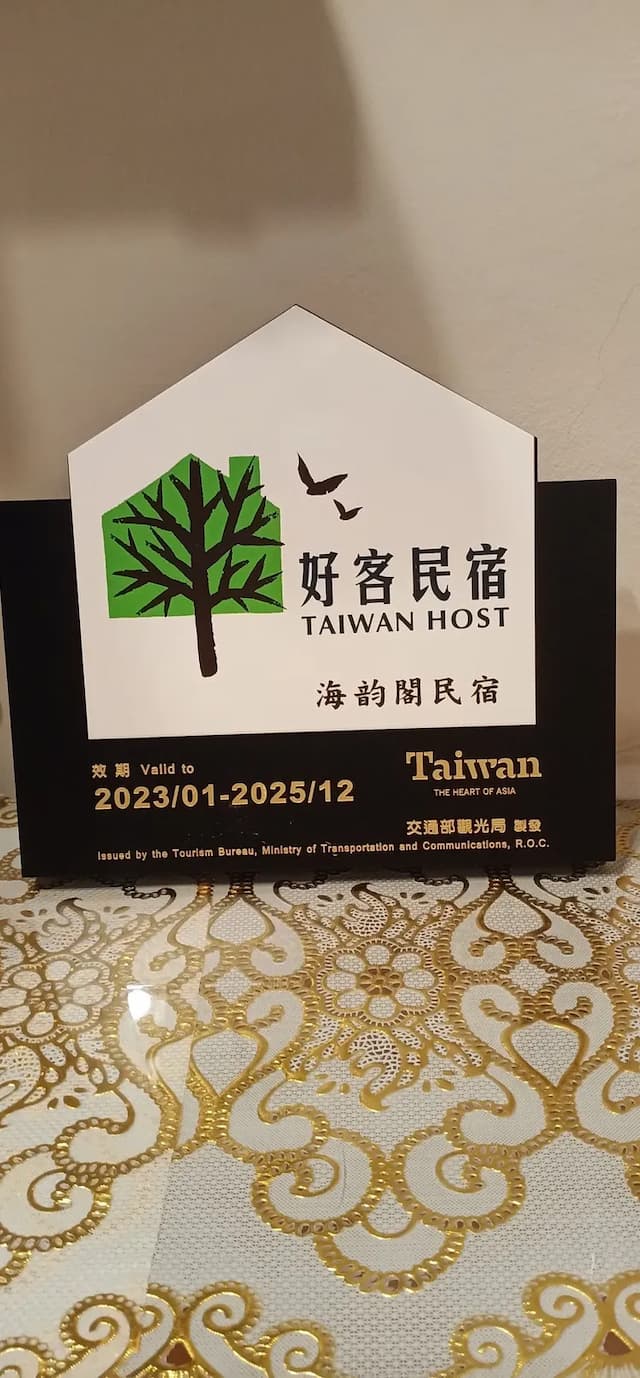 好客民宿
TAIWAN HOST
海韵閣民宿
效期 Valid to
2023/01-2025/12
Taiwan
THE HEART OF ASIA
交通部觀光局 製發
Issued by the Tourism Bureau, Ministry of Transportation and Communications, R.O.C.